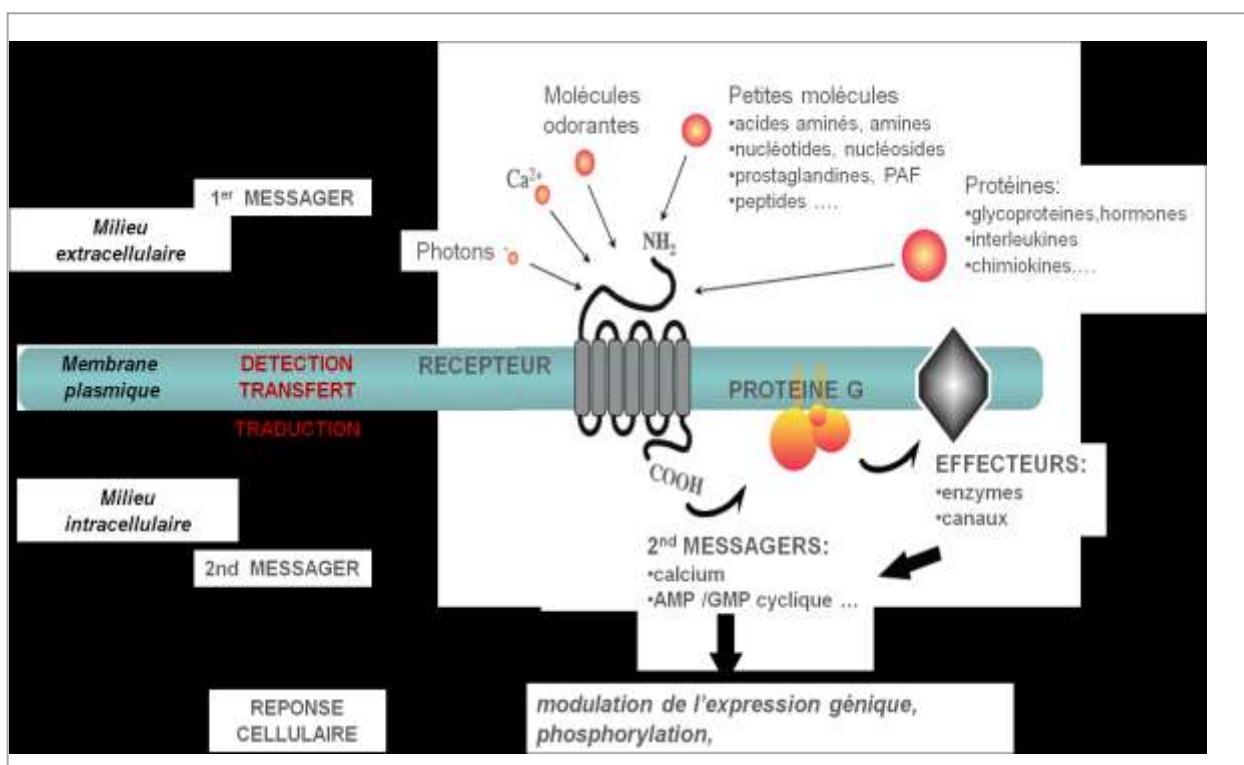 Molécules
odorantes
Petites molécules
•acides aminés, amines
•nucléotides, nucléosides
•prostaglandines, PAF
•peptides ....
Ca2+
1er MESSAGER
Protéines:
•glycoproteines,hormones
•interleukines
•chimiokines....
Milieu
extracellulaire
Photons
NH2
Membrane
plasmique
DETECTION
TRANSFERT
TRADUCTION
RECEPTEUR
PROTEINE G
COOH
EFFECTEURS:
•enzymes
•canaux
Milieu
intracellulaire
2nd MESSAGER
2nd MESSAGERS:
•calcium
•AMP /GMP cyclique ...
REPONSE
CELLULAIRE
modulation de l'expression génique,
phosphorylation,